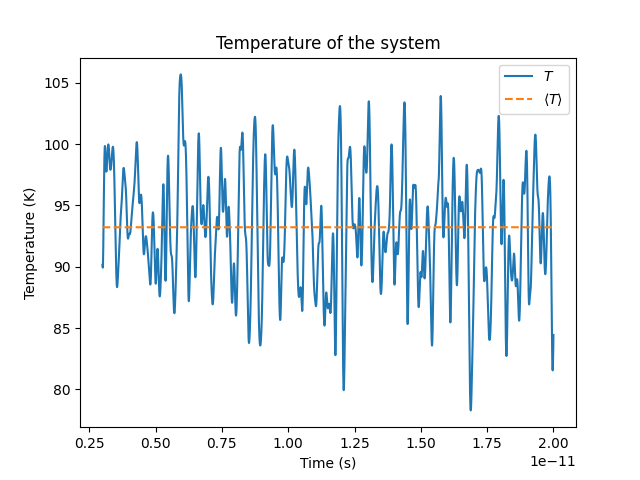 Temperature of the system
T
⟨T⟩
105
100
95
90
85
80
Temperature (K)
0.25 0.50 0.75 1.00 1.25 1.50 1.75 2.00
Time (s)
1e−11